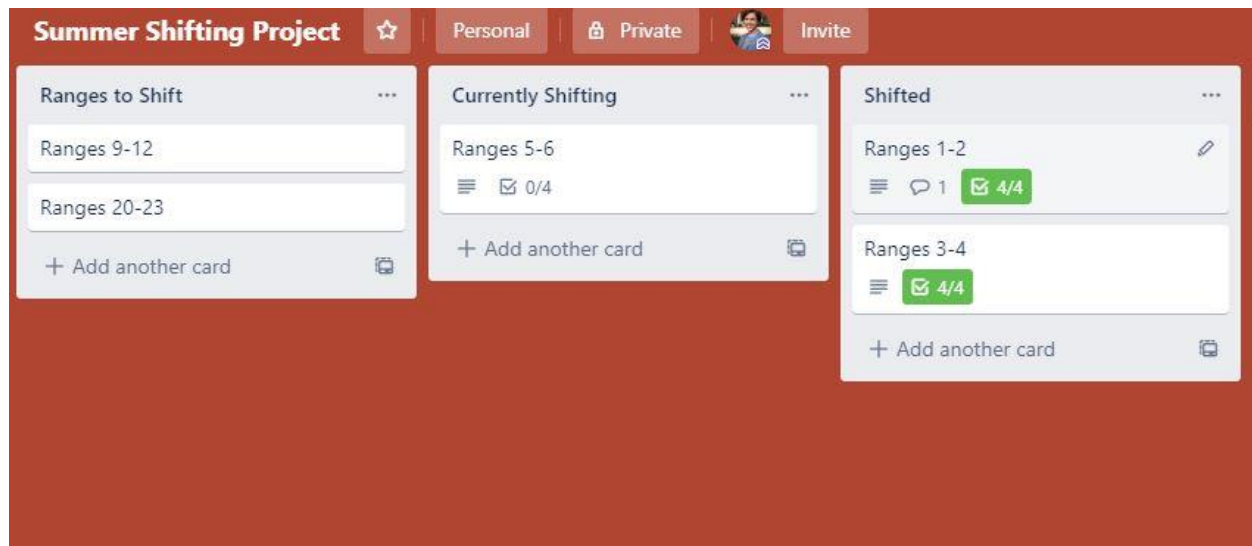 Summer Shifting Project Personal Private Invite
Ranges to Shift
Ranges 9-12
Ranges 20-23
+ Add another card
Currently Shifting
Ranges 5-6
0/4
+ Add another card
Shifted
Ranges 1-2
1 4/4
Ranges 3-4
4/4
+ Add another card